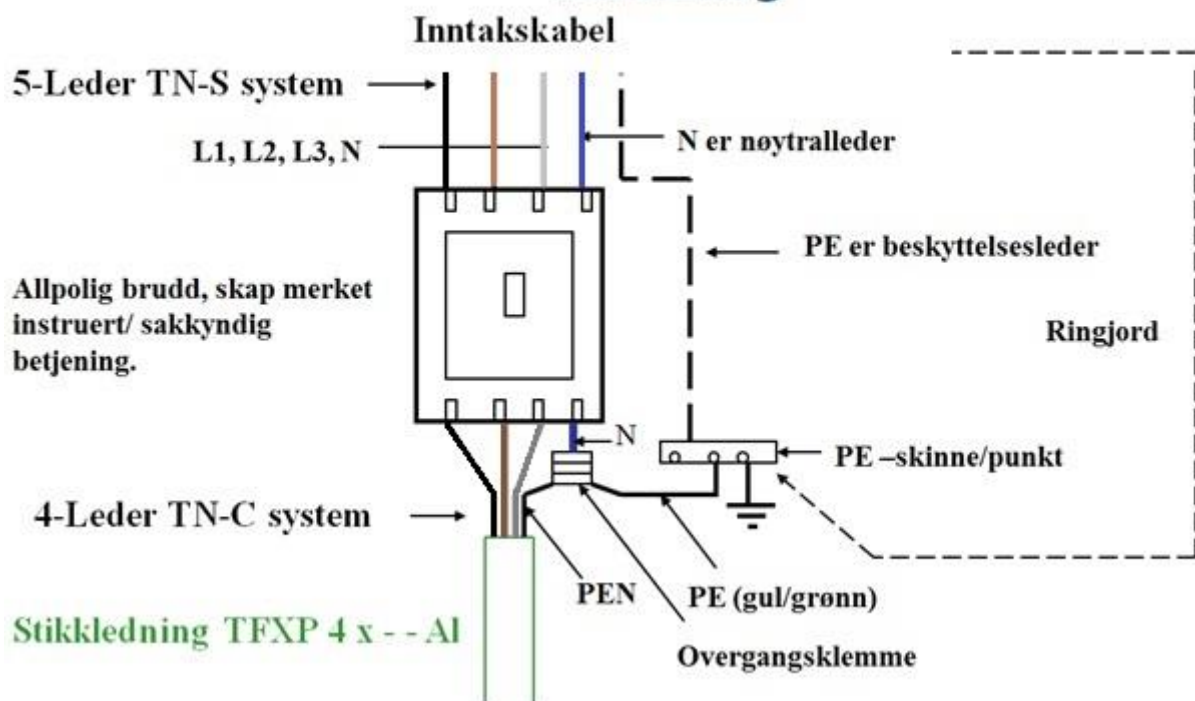 Inntakskabel
5-Leder TN-S system
L1, L2, L3, N
N er nøytralleder
PE er beskyttelsesleder
Allpolig brudd, skap merket
instruert/ sakkyndig
betjening.
Ringjord
N
PE –skinne/punkt
4-Leder TN-C system
PEN
PE (gul/grønn)
Stikkledning TFXP 4 x - - Al
Overgangsklemme